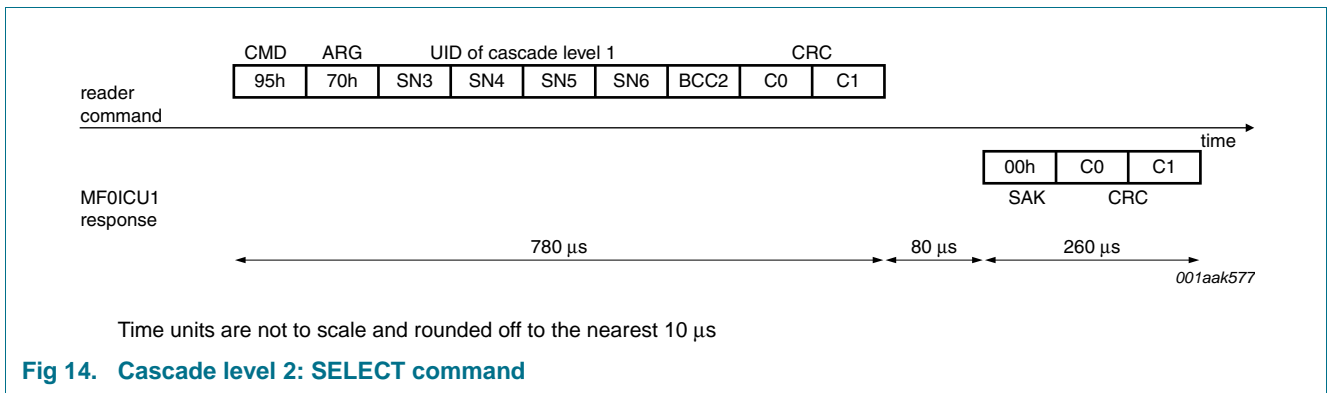 CMD ARG UID of cascade level 1 CRC
95h 70h SN3 SN4 SN5 SN6 BCC2 C0 C1
reader
command
time
00h C0 C1
MF0ICU1
response
SAK CRC
780 μs 80 μs 260 μs
001aak577
Time units are not to scale and rounded off to the nearest 10 μs
Fig 14. Cascade level 2: SELECT command